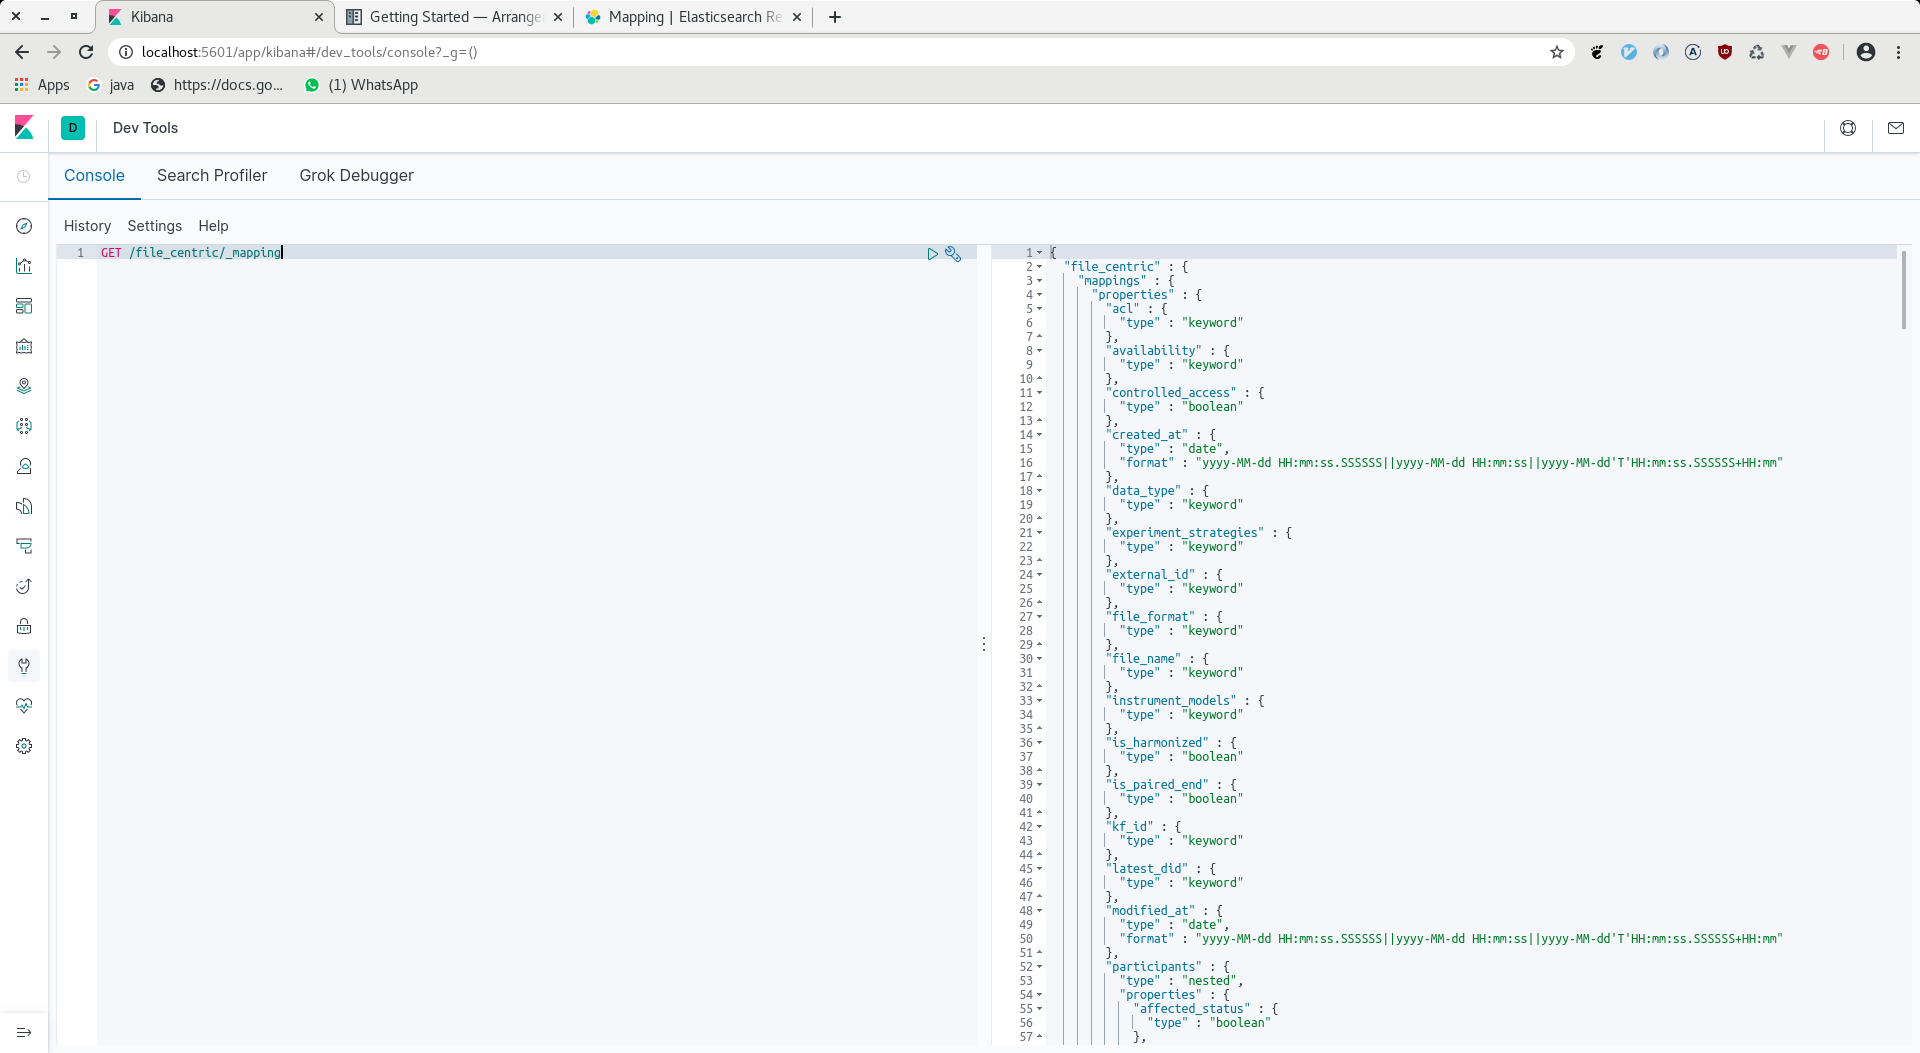 Kibana
Getting Started — Arrange
Mapping | Elasticsearch Re
localhost:5601/app/kibana#/dev_tools/console?_g=()
Apps
java
https://docs.go...
(1) WhatsApp
D
Dev Tools
Console
Search Profiler
Grok Debugger
History
Settings
Help
1 GET /file_centric/_mapping
1 {
2 "file_centric" : {
3 "mappings" : {
4 "properties" : {
5 "acl" : {
6 "type" : "keyword"
7 },
8 "availability" : {
9 "type" : "keyword"
10 },
11 "controlled_access" : {
12 "type" : "boolean"
13 },
14 "created_at" : {
15 "type" : "date",
16 "format" : "yyyy-MM-dd HH:mm:ss.SSSSSS||yyyy-MM-dd HH:mm:ss||yyyy-MM-dd'T'HH:mm:ss.SSSSSS+HH:mm"
17 },
18 "data_type" : {
19 "type" : "keyword"
20 },
21 "experiment_strategies" : {
22 "type" : "keyword"
23 },
24 "external_id" : {
25 "type" : "keyword"
26 },
27 "file_format" : {
28 "type" : "keyword"
29 },
30 "file_name" : {
31 "type" : "keyword"
32 },
33 "instrument_models" : {
34 "type" : "keyword"
35 },
36 "is_harmonized" : {
37 "type" : "boolean"
38 },
39 "is_paired_end" : {
40 "type" : "boolean"
41 },
42 "kf_id" : {
43 "type" : "keyword"
44 },
45 "latest_did" : {
46 "type" : "keyword"
47 },
48 "modified_at" : {
49 "type" : "date",
50 "format" : "yyyy-MM-dd HH:mm:ss.SSSSSS||yyyy-MM-dd HH:mm:ss||yyyy-MM-dd'T'HH:mm:ss.SSSSSS+HH:mm"
51 },
52 "participants" : {
53 "type" : "nested",
54 "properties" : {
55 "affected_status" : {
56 "type" : "boolean"
57 },